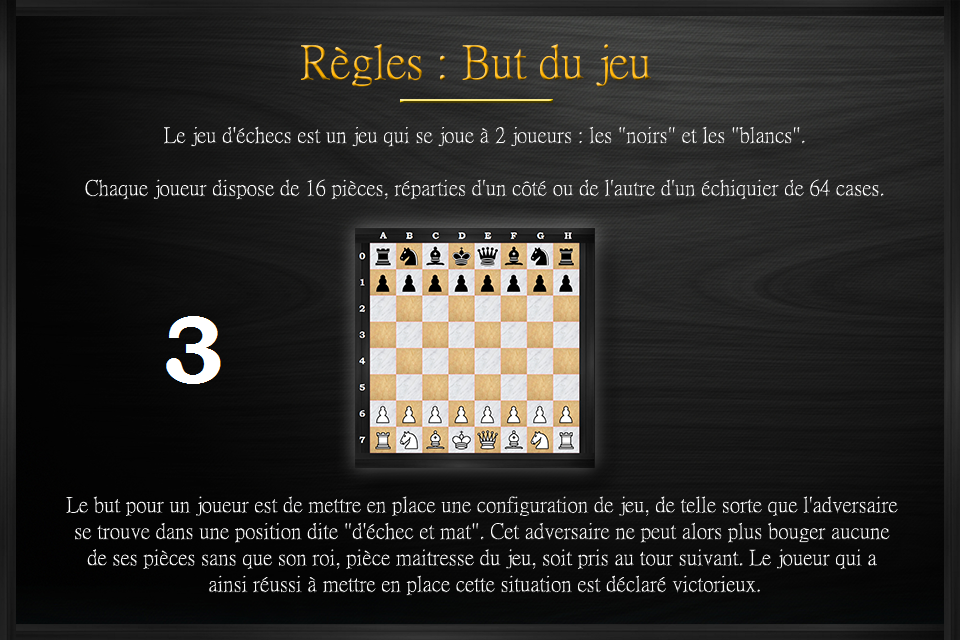 Règles : But du jeu
Le jeu d'échecs est un jeu qui se joue à 2 joueurs : les "noirs" et les "blancs".
Chaque joueur dispose de 16 pièces, réparties d'un côté ou de l'autre d'un échiquier de 64 cases.
A B C D E F G H
0
1
2
3
4
5
6
7
3
Le but pour un joueur est de mettre en place une configuration de jeu, de telle sorte que l'adversaire
se trouve dans une position dite "d'échec et mat". Cet adversaire ne peut alors plus bouger aucune
de ses pièces sans que son roi, pièce maitresse du jeu, soit pris au tour suivant. Le joueur qui a
ainsi réussi à mettre en place cette situation est déclaré victorieux.